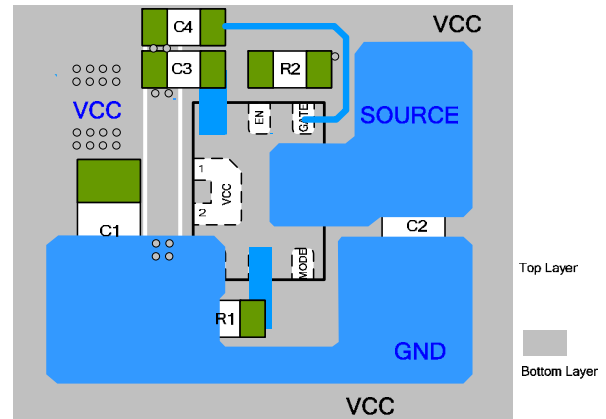 C4
VCC
C3
R2
VCC
EN
GATE
SOURCE
1
VCC
2
C1
C2
MODE
Top Layer
R1
GND
Bottom Layer
VCC